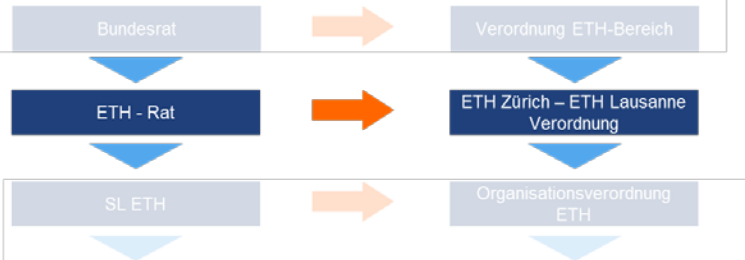 Bundesrat
Verordnung ETH-Bereich
ETH - Rat
ETH Zürich – ETH Lausanne
Verordnung
SL ETH
Organisationsverordnung
ETH